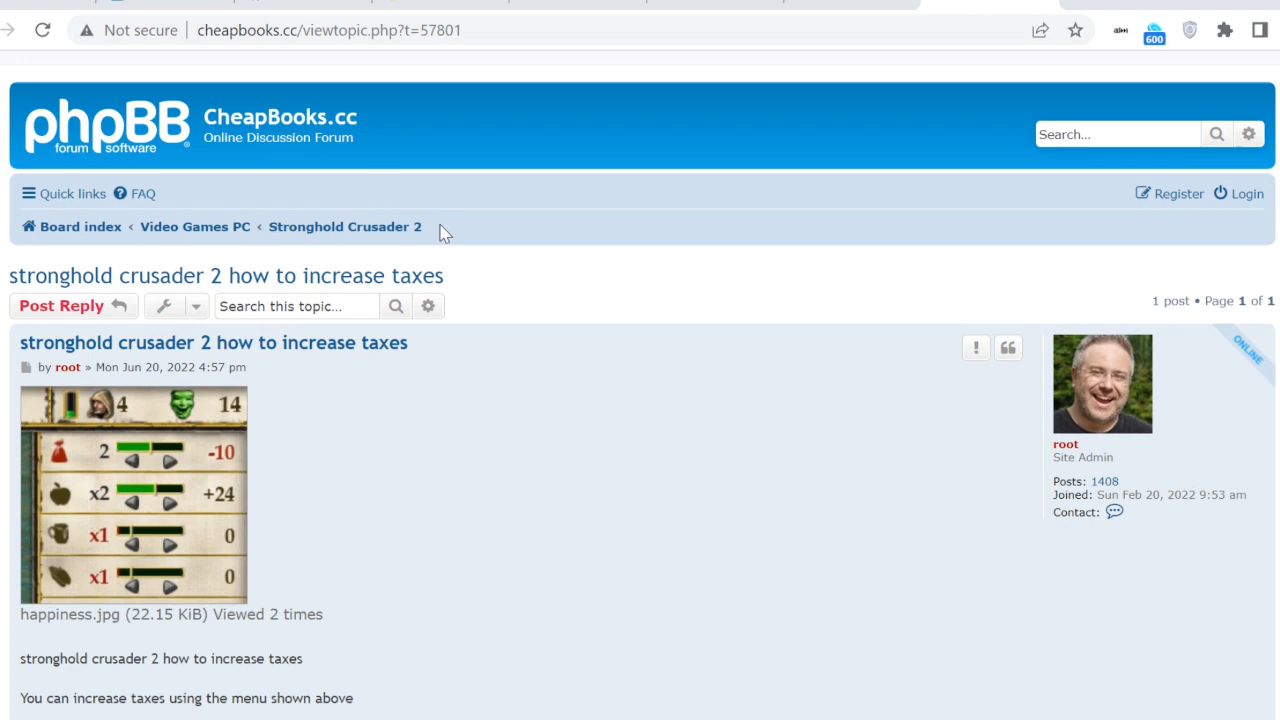 Not secure cheapbooks.cc/viewtopic.php?t=57801
600
phpBB
forum software
CheapBooks.cc
Online Discussion Forum
Search...
Quick links FAQ
Register Login
Board index ‹ Video Games PC ‹ Stronghold Crusader 2
stronghold crusader 2 how to increase taxes
Post Reply Search this topic...
1 post • Page 1 of 1
stronghold crusader 2 how to increase taxes
by root » Mon Jun 20, 2022 4:57 pm
4 14
2 -10
x2 +24
x1 0
x1 0
happiness.jpg (22.15 KiB) Viewed 2 times
stronghold crusader 2 how to increase taxes
You can increase taxes using the menu shown above
ONLINE
root
Site Admin
Posts: 1408
Joined: Sun Feb 20, 2022 9:53 am
Contact: